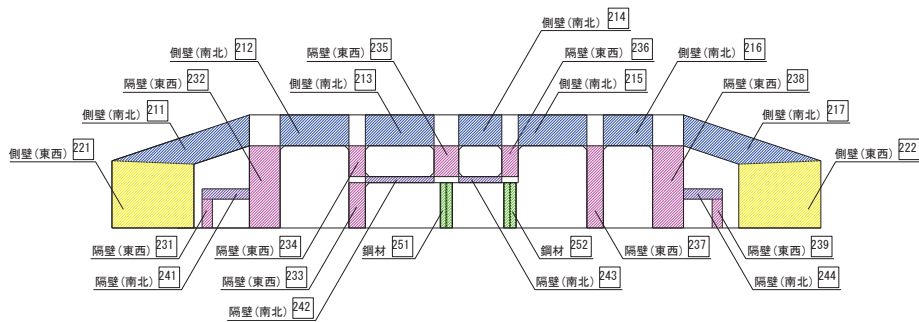 側壁(南北) 214
側壁(南北) 212
隔壁(東西) 235
隔壁(東西) 236
側壁(南北) 216
隔壁(東西) 232
側壁(南北) 213
側壁(南北) 215
隔壁(東西) 238
側壁(南北) 211
側壁(南北) 217
側壁(東西) 221
側壁(東西) 222
隔壁(東西) 231
隔壁(東西) 234
鋼材 251
鋼材 252
隔壁(東西) 237
隔壁(東西) 239
隔壁(南北) 241
隔壁(東西) 233
隔壁(南北) 243
隔壁(南北) 244
隔壁(南北) 242